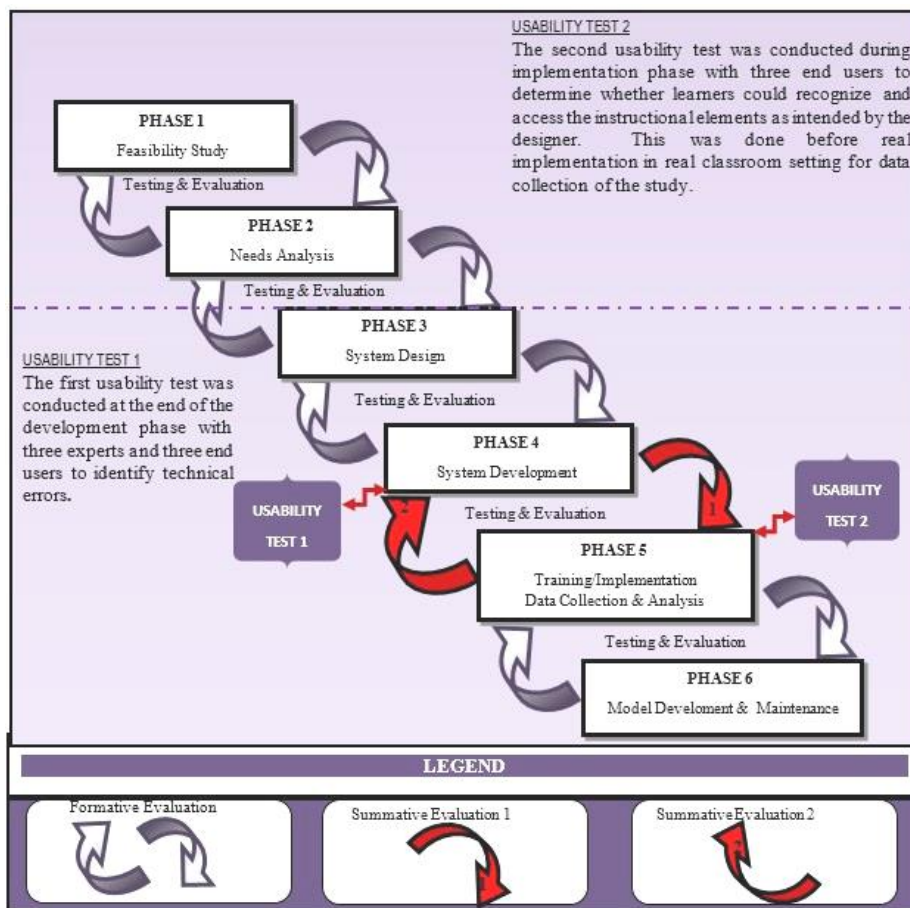 USABILITY TEST 2
The second usability test was conducted during
implementation phase with three end users to
determine whether learners could recognize and
access the instructional elements as intended by the
designer. This was done before real
implementation in real classroom setting for data
collection of the study.
PHASE 1
Feasibility Study
Testing & Evaluation
PHASE 2
Needs Analysis
Testing & Evaluation
PHASE 3
System Design
Testing & Evaluation
USABILITY TEST 1
The first usability test was
conducted at the end of the
development phase with
three experts and three end
users to identify technical
errors.
PHASE 4
System Development
Testing & Evaluation
2
1
USABILITY
TEST 1
USABILITY
TEST 2
PHASE 5
Training/Implementation
Data Collection & Analysis
Testing & Evaluation
PHASE 6
Model Develoment & Maintenance
LEGEND
Formative Evaluation
Summative Evaluation 1
1
Summative Evaluation 2
2